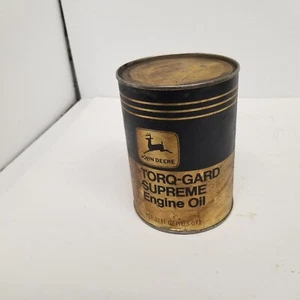 JOHN DEERE
TORQ-GARD
SUPREME
Engine Oil